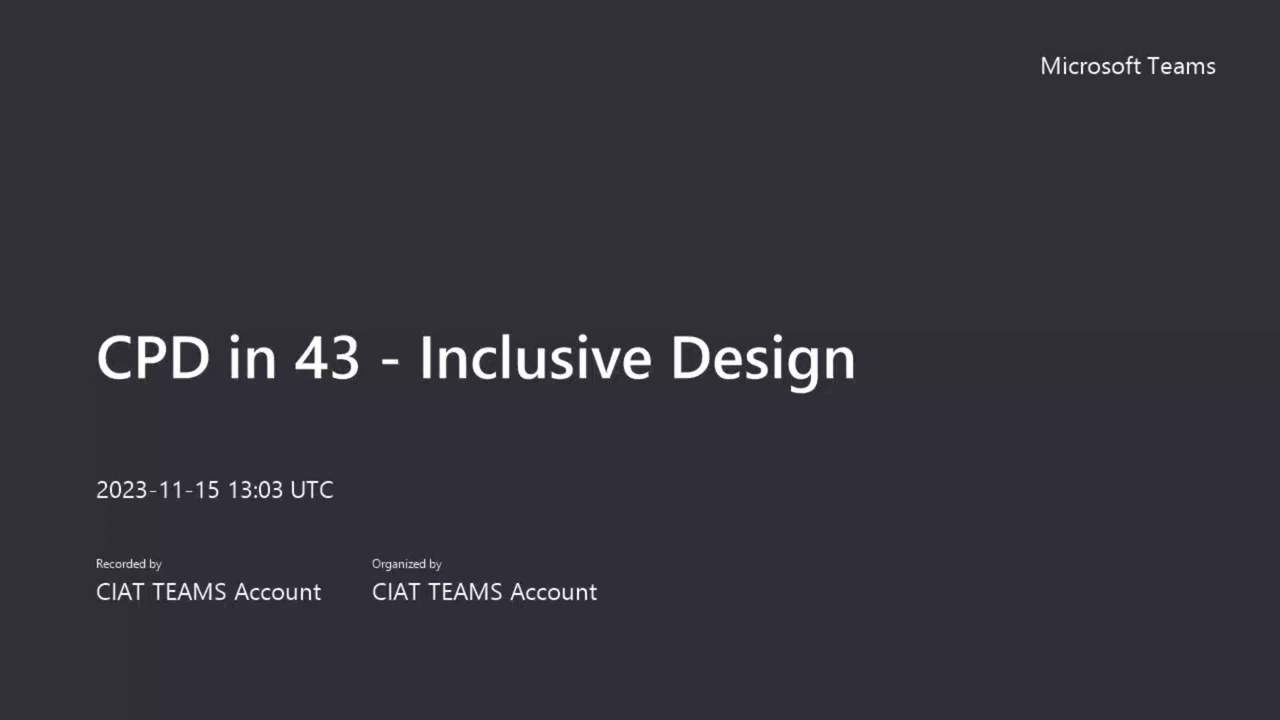 Microsoft Teams
CPD in 43 - Inclusive Design
2023-11-15 13:03 UTC
Recorded by
CIAT TEAMS Account
Organized by
CIAT TEAMS Account